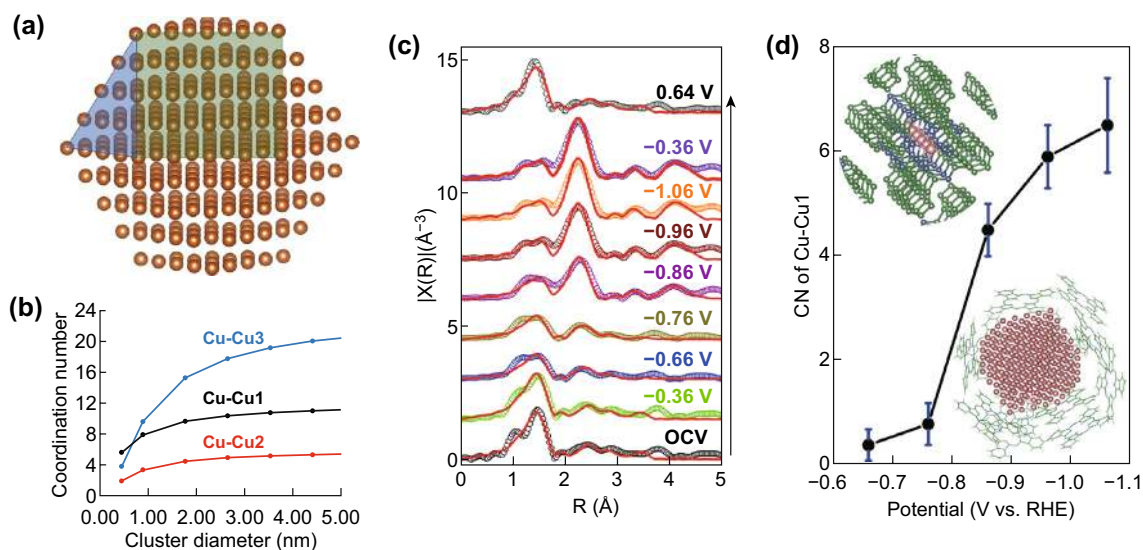 (a)
(b)
24
20
16
12
8
4
0
Coordination number
Cu-Cu3
Cu-Cu1
Cu-Cu2
0.00 1.00 2.00 3.00 4.00 5.00
Cluster diameter (nm)
(c)
15
10
5
0
|X(R)|(Å⁻³)
0.64 V
−0.36 V
−1.06 V
−0.96 V
−0.86 V
−0.76 V
−0.66 V
−0.36 V
OCV
0 1 2 3 4 5
R (Å)
(d)
8
6
4
2
0
CN of Cu-Cu1
−0.6 −0.7 −0.8 −0.9 −1.0 −1.1
Potential (V vs. RHE)